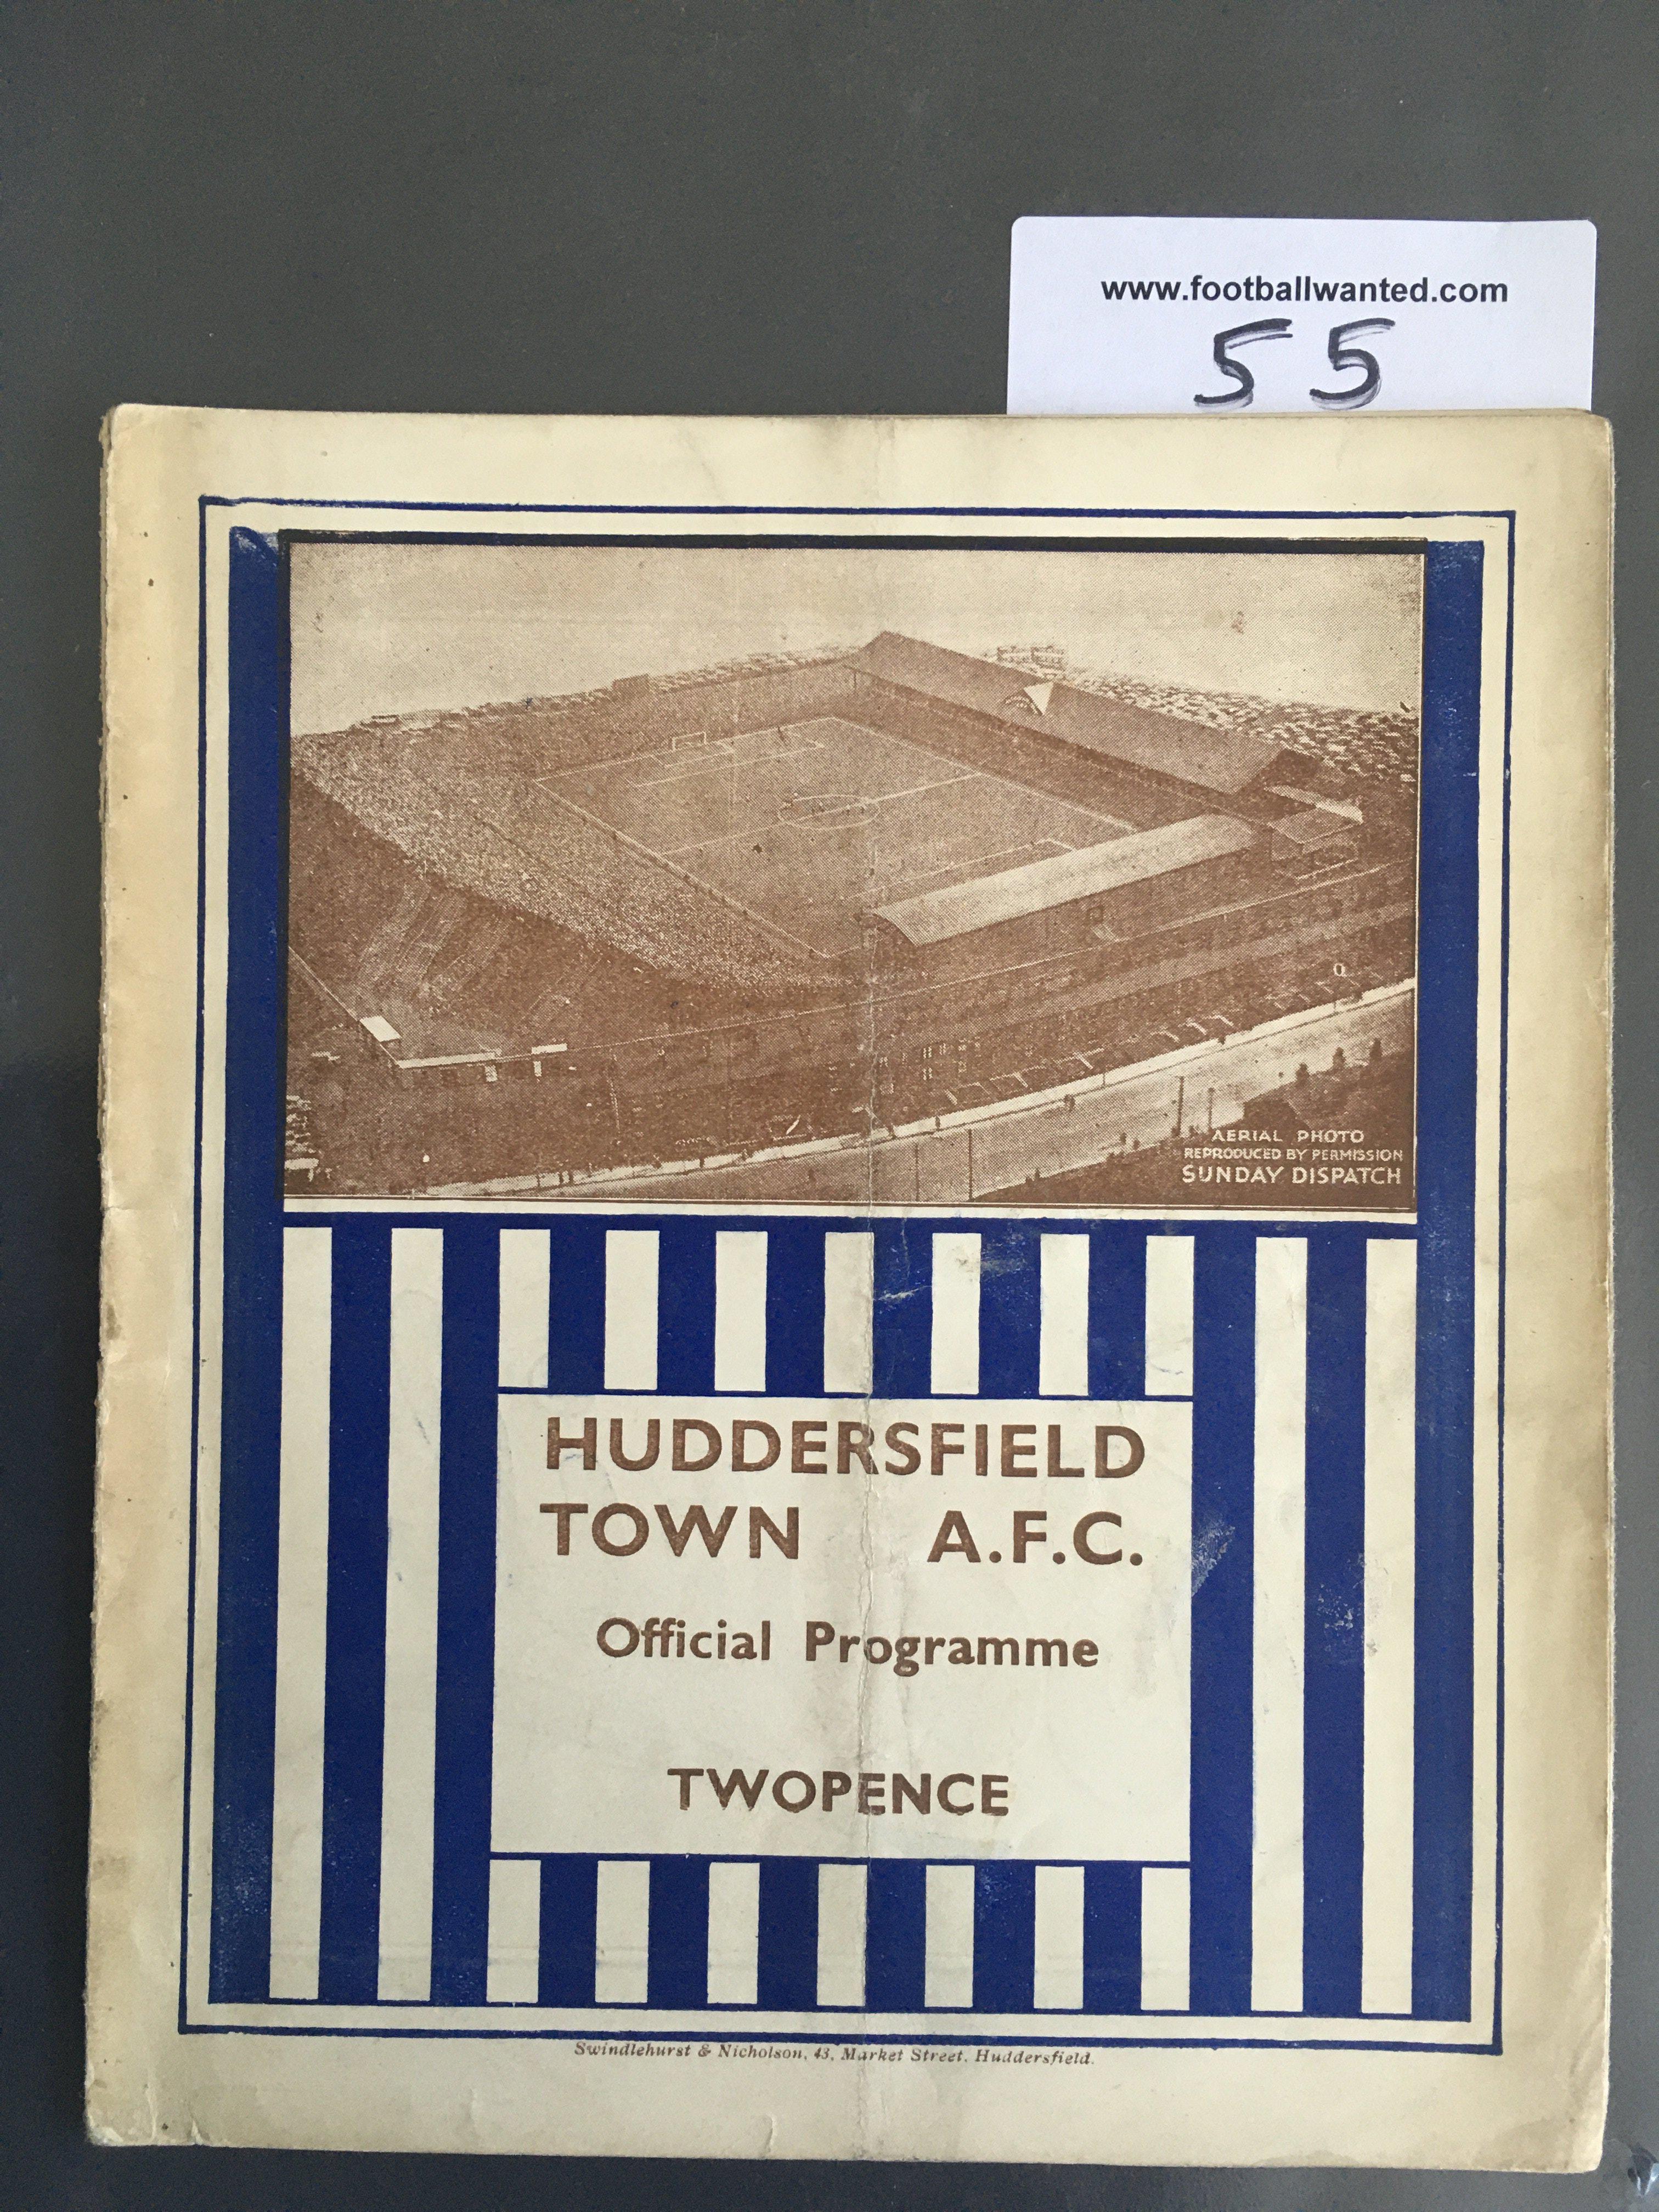 www.footballwanted.com
55
AERIAL PHOTO
REPRODUCED BY PERMISSION
SUNDAY DISPATCH
HUDDERSFIELD
TOWN A.F.C.
Official Programme
TWOPENCE
Swindlehurst & Nicholson, 43, Market Street, Huddersfield.